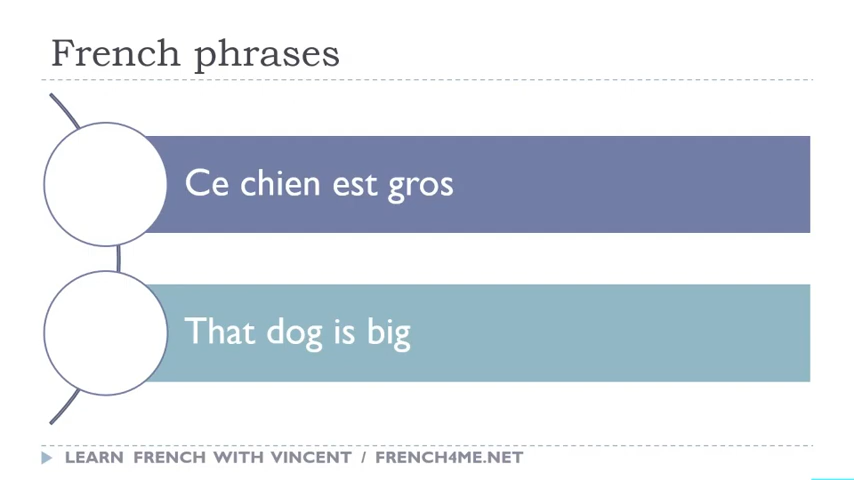 French phrases
Ce chien est gros
That dog is big
LEARN FRENCH WITH VINCENT / FRENCH4ME.NET